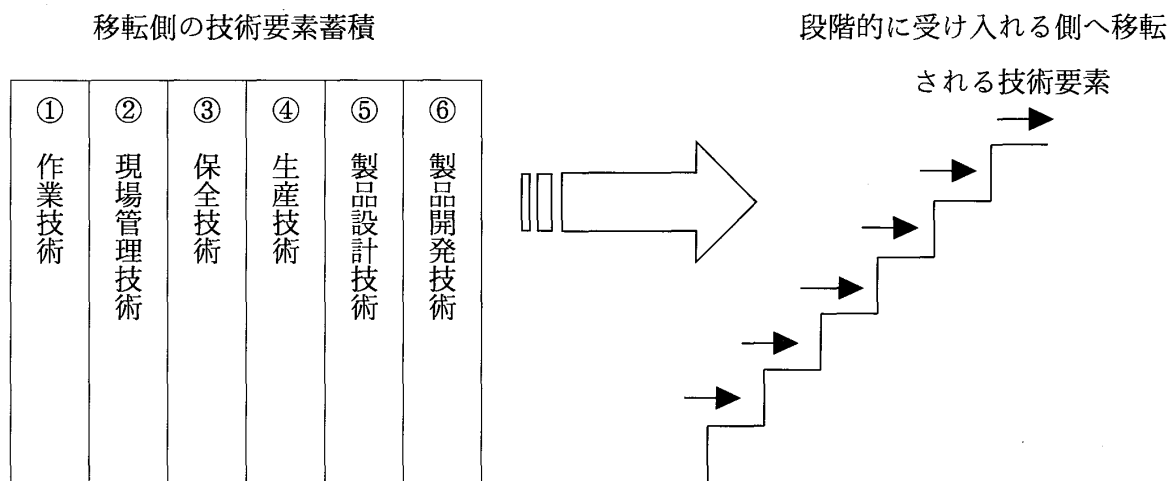 移転側の技術要素蓄積
段階的に受け入れる側へ移転
される技術要素
①作業技術
②現場管理技術
③保全技術
④生産技術
⑤製品設計技術
⑥製品開発技術